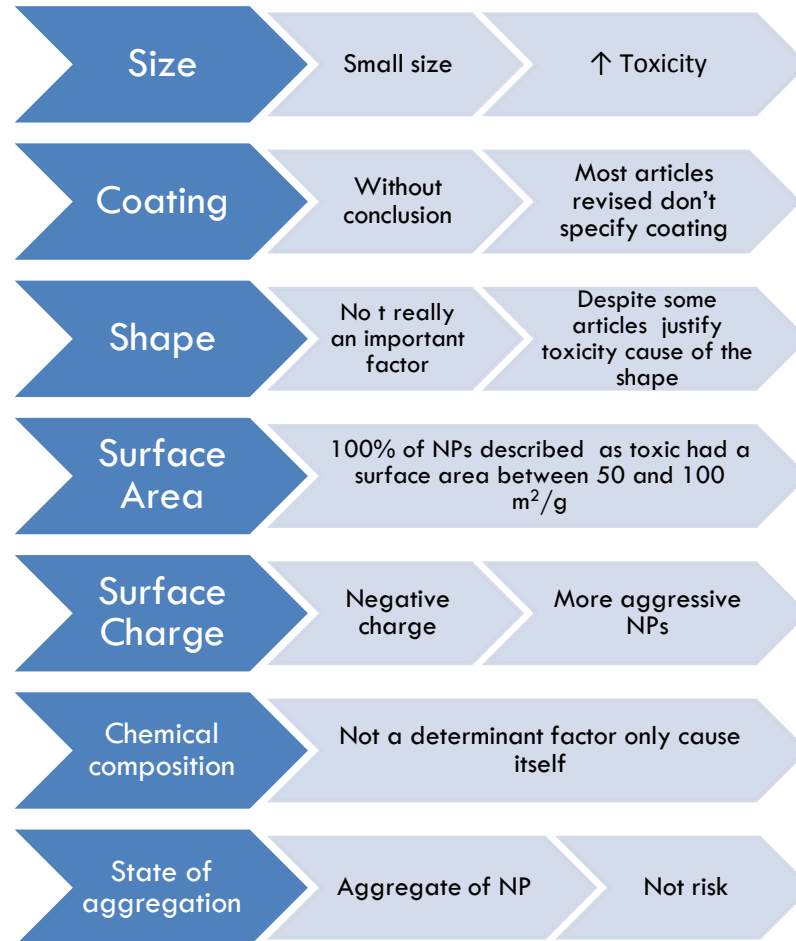 Size
Small size
↑ Toxicity
Coating
Without
conclusion
Most articles
revised don't
specify coating
Shape
No t really
an important
factor
Despite some
articles justify
toxicity cause of the
shape
Surface
Area
100% of NPs described as toxic had a
surface area between 50 and 100
m²/g
Surface
Charge
Negative
charge
More aggressive
NPs
Chemical
composition
Not a determinant factor only cause
itself
State of
aggregation
Aggregate of NP
Not risk